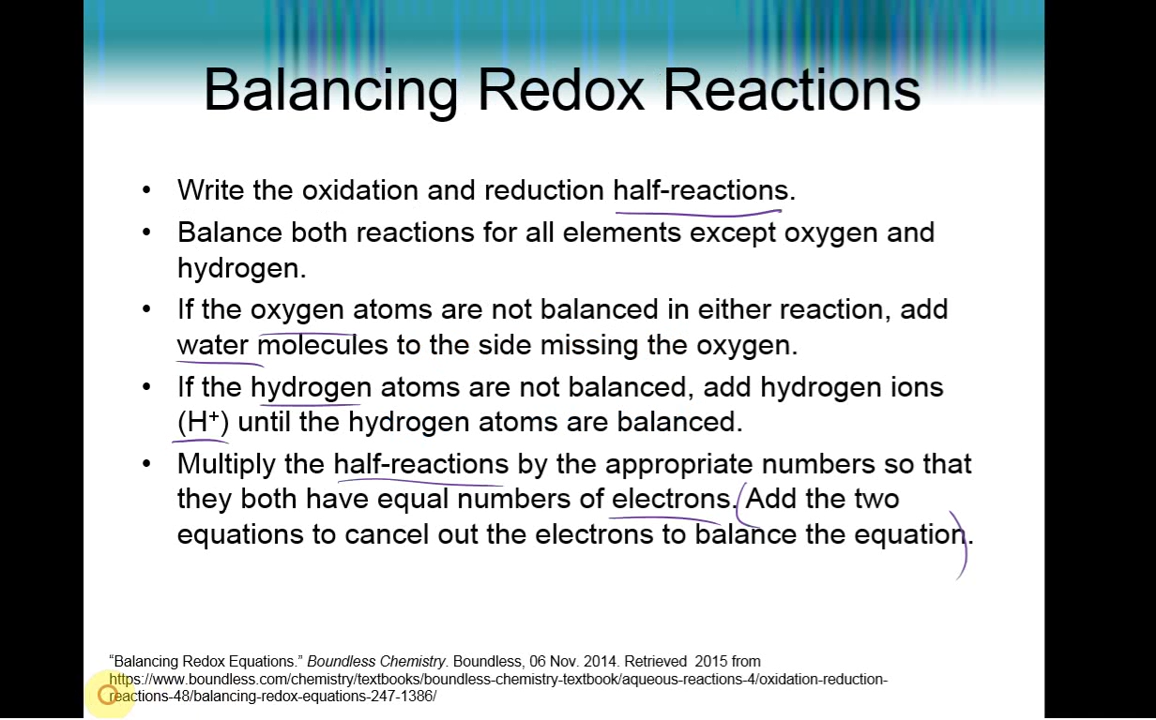 Balancing Redox Reactions
• Write the oxidation and reduction half-reactions.
• Balance both reactions for all elements except oxygen and
hydrogen.
• If the oxygen atoms are not balanced in either reaction, add
water molecules to the side missing the oxygen.
• If the hydrogen atoms are not balanced, add hydrogen ions
(H⁺) until the hydrogen atoms are balanced.
• Multiply the half-reactions by the appropriate numbers so that
they both have equal numbers of electrons. Add the two
equations to cancel out the electrons to balance the equation.
“Balancing Redox Equations.” Boundless Chemistry. Boundless, 06 Nov. 2014. Retrieved 2015 from
https://www.boundless.com/chemistry/textbooks/boundless-chemistry-textbook/aqueous-reactions-4/oxidation-reduction-
reactions-48/balancing-redox-equations-247-1386/